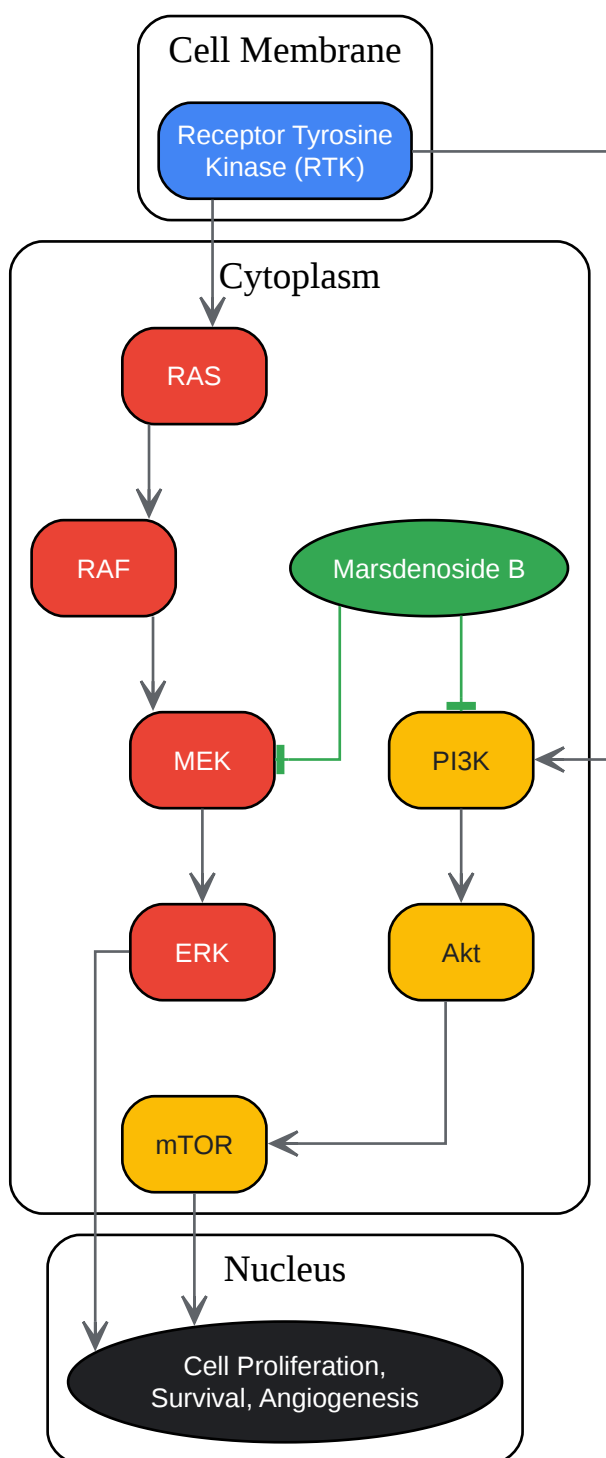 Cell Membrane
Receptor Tyrosine
Kinase (RTK)
Cytoplasm
RAS
RAF
Marsdenoside B
MEK
PI3K
ERK
Akt
mTOR
Nucleus
Cell Proliferation,
Survival, Angiogenesis